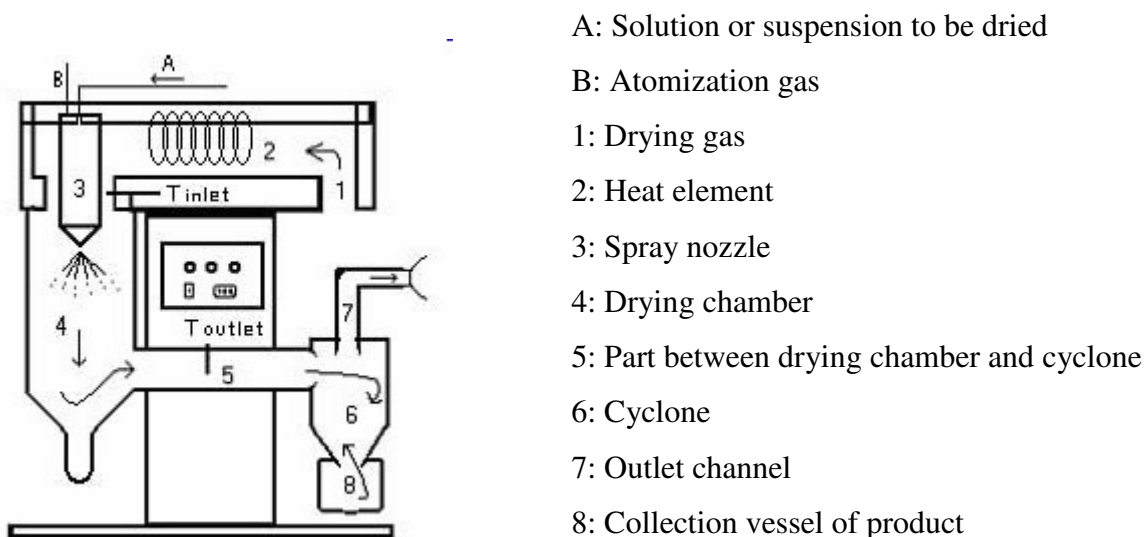 A: Solution or suspension to be dried
B: Atomization gas
1: Drying gas
2: Heat element
3: Spray nozzle
4: Drying chamber
5: Part between drying chamber and cyclone
6: Cyclone
7: Outlet channel
8: Collection vessel of product
A
B
2
3
Tinlet
1
4
Toutlet
7
5
6
8